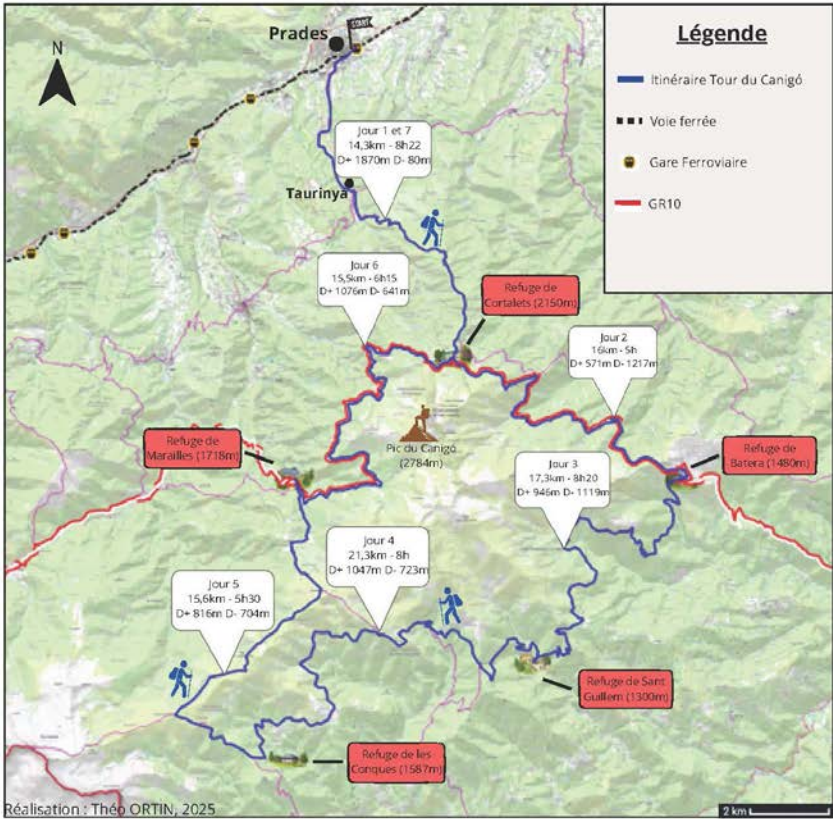 Légende
Itinéraire Tour du Canigó
Voie ferrée
Gare Ferroviaire
GR10
N
Prades
START
Jour 1 et 7
14,3km - 8h22
D+ 1870m D- 80m
Taurinya
Jour 6
15,5km - 6h15
D+ 1076m D- 641m
Refuge de
Cortalets (2150m)
Jour 2
16km - 5h
D+ 571m D- 1217m
Pic du Canigó
(2784m)
Refuge de
Marailles (1718m)
Refuge de
Batera (1480m)
Jour 3
17,3km - 8h20
D+ 946m D- 1119m
Jour 4
21,3km - 8h
D+ 1047m D- 723m
Jour 5
15,6km - 5h30
D+ 816m D- 704m
Refuge de Sant
Guillem (1300m)
Refuge de les
Conques (1587m)
Réalisation : Théo ORTIN, 2025
2 km